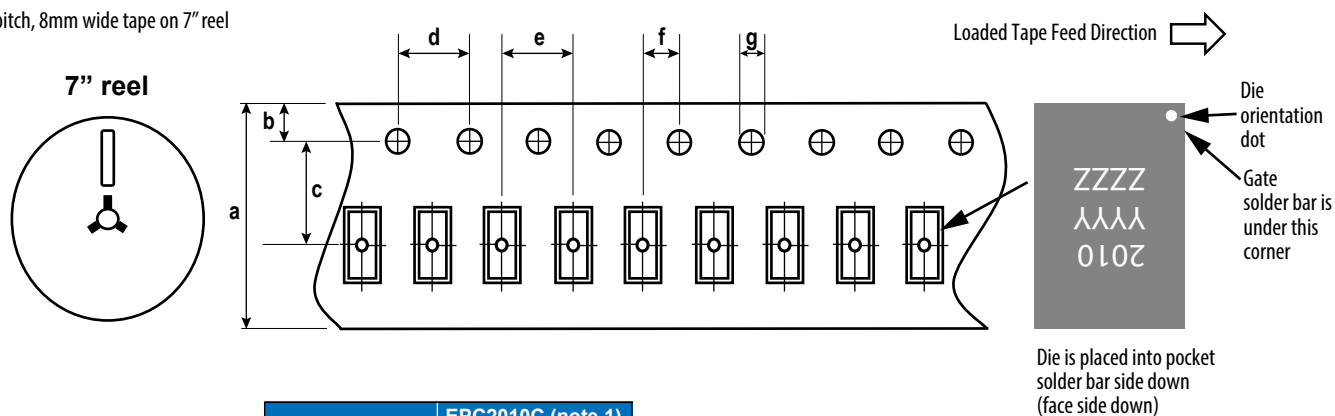 pitch, 8mm wide tape on 7” reel
7” reel
d
e
f
g
Loaded Tape Feed Direction
b
c
a
Die
orientation
dot
Gate
solder bar is
under this
corner
2010
YYYY
ZZZZ
Die is placed into pocket
solder bar side down
(face side down)
EPC2010C (note 1)